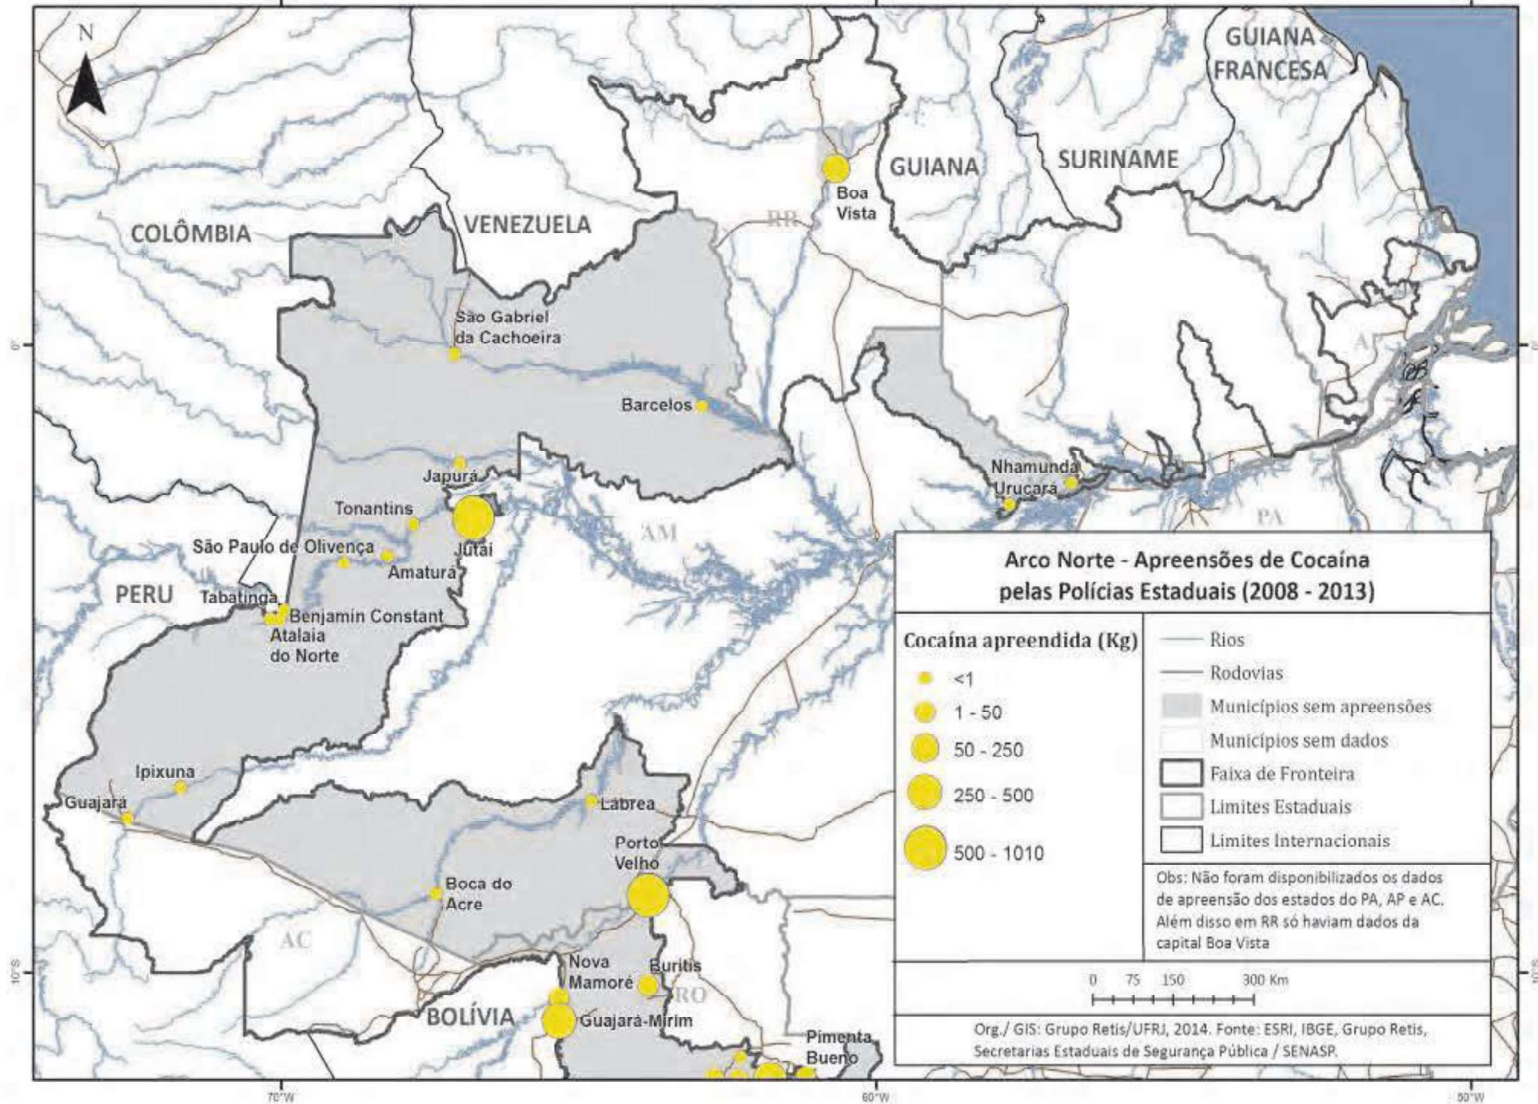 N
GUIANA
FRANCESA
GUIANA
SURINAME
Boa
Vista
RR
COLÔMBIA
VENEZUELA
São Gabriel
da Cachoeira
0°
Barcelos
Japurá
Nhamundá
Urucará
Tonantins
Jutaí
AM
PA
São Paulo de Olivença
Amaturá
PERU
Tabatinga
Benjamin Constant
Atalaia
do Norte
Ipixuna
Guajará
Lábrea
Porto
Velho
Boca do
Acre
AC
Nova
Mamoré
Buritis
RO
BOLÍVIA
Guajará-Mirim
Pimenta
Bueno
10°S
70°W
60°W
50°W
Arco Norte - Apreensões de Cocaína
pelas Polícias Estaduais (2008 - 2013)
Cocaína apreendida (Kg)
<1
1 - 50
50 - 250
250 - 500
500 - 1010
Rios
Rodovias
Municípios sem apreensões
Municípios sem dados
Faixa de Fronteira
Limites Estaduais
Limites Internacionais
Obs: Não foram disponibilizados os dados
de apreensão dos estados do PA, AP e AC.
Além disso em RR só haviam dados da
capital Boa Vista
0 75 150 300 Km
Org./ GIS: Grupo Retis/UFRJ, 2014. Fonte: ESRI, IBGE, Grupo Retis,
Secretarias Estaduais de Segurança Pública / SENASP.